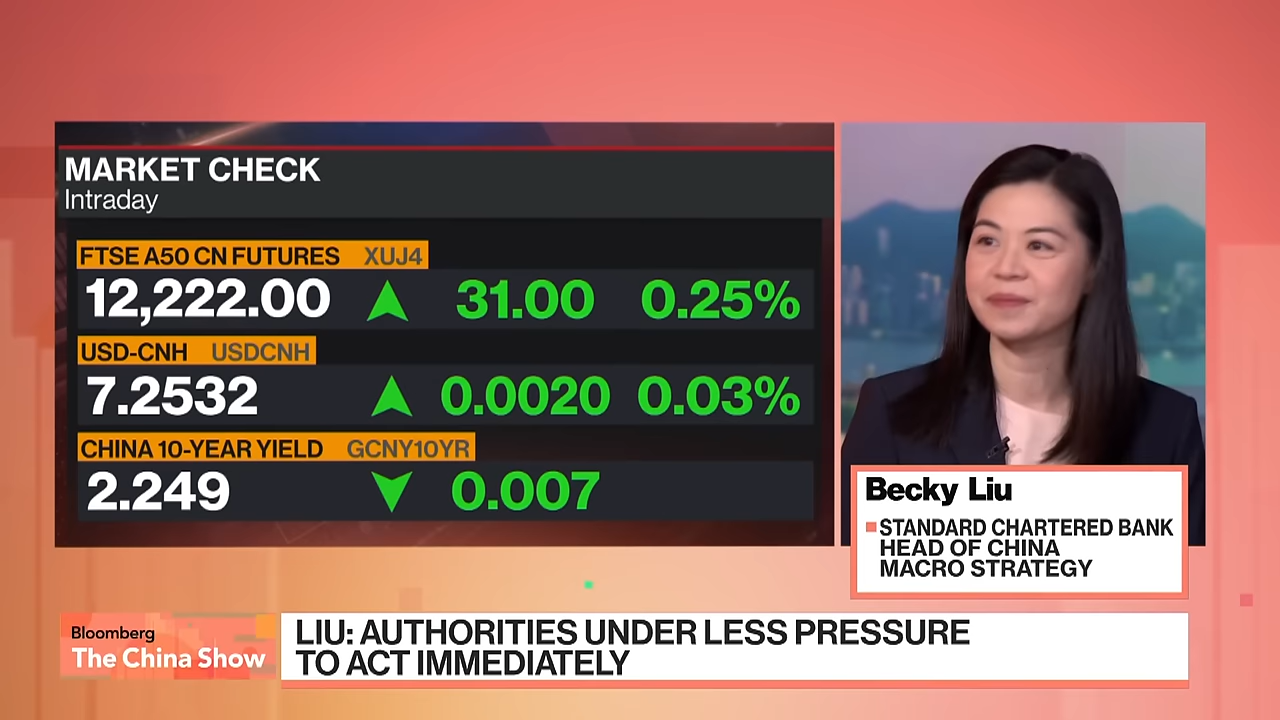 MARKET CHECK
Intraday
FTSE A50 CN FUTURES XUJ4
12,222.00 ▲ 31.00 0.25%
USD-CNH USDCNH
7.2532 ▲ 0.0020 0.03%
CHINA 10-YEAR YIELD GCNY10YR
2.249 ▼ 0.007
Becky Liu
STANDARD CHARTERED BANK
HEAD OF CHINA
MACRO STRATEGY
Bloomberg
The China Show
LIU: AUTHORITIES UNDER LESS PRESSURE
TO ACT IMMEDIATELY